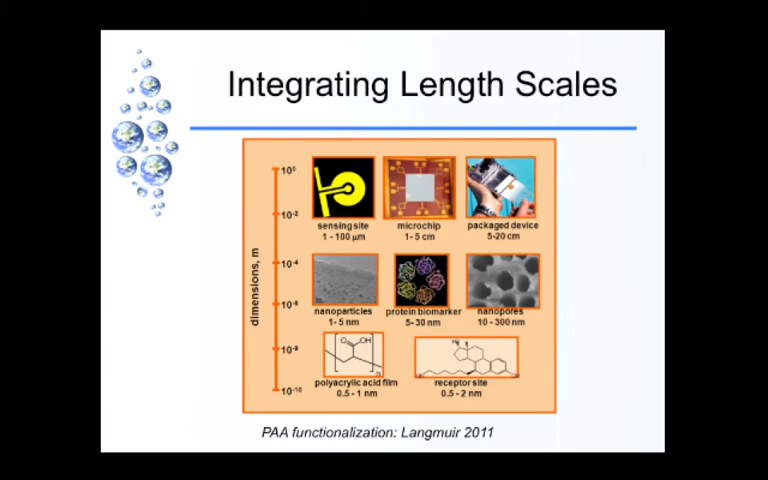 Integrating Length Scales
dimensions, m
10⁰
10⁻²
10⁻⁴
10⁻⁶
10⁻⁸
10⁻¹⁰
sensing site
1 - 100 μm
microchip
1- 5 cm
packaged device
5-20 cm
nanoparticles
1- 5 nm
protein biomarker
5- 30 nm
nanopores
10 - 300 nm
O
OH
n
polyacrylic acid film
0.5 - 1 nm
receptor site
0.5 - 2 nm
PAA functionalization: Langmuir 2011